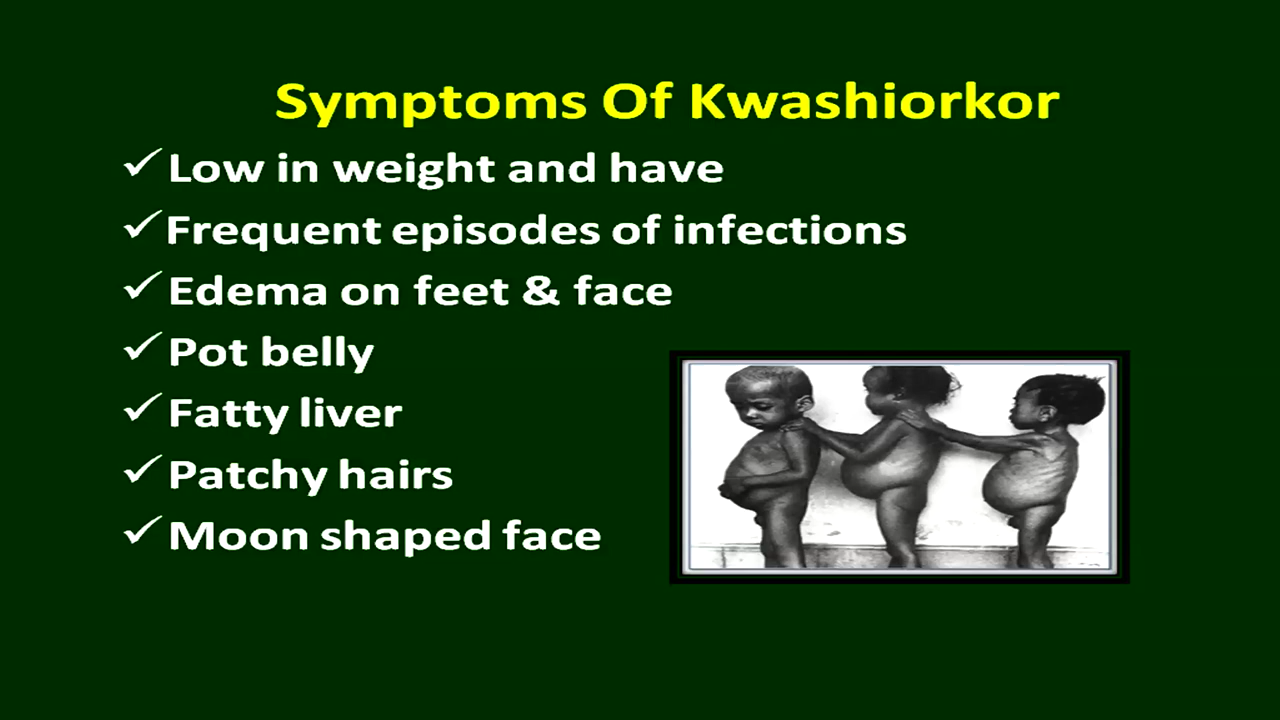 Symptoms Of Kwashiorkor
✓Low in weight and have
✓Frequent episodes of infections
✓Edema on feet & face
✓Pot belly
✓Fatty liver
✓Patchy hairs
✓Moon shaped face